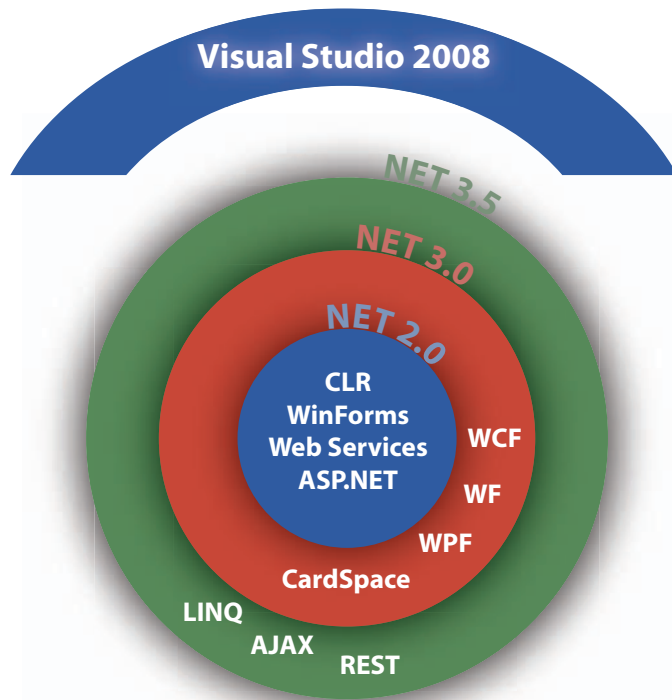 Visual Studio 2008
NET 3.5
NET 3.0
NET 2.0
CLR
WinForms
Web Services
ASP.NET
WCF
WF
WPF
CardSpace
LINQ
AJAX
REST